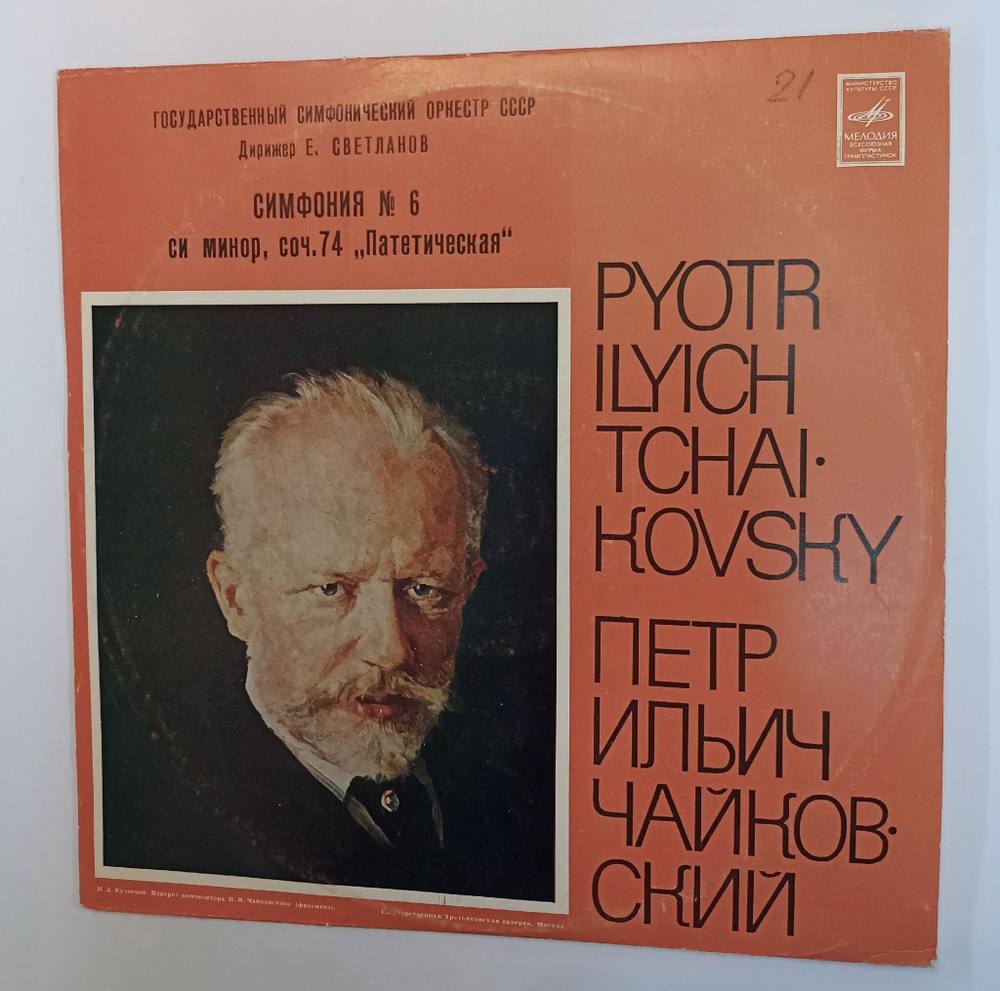 ГОСУДАРСТВЕННЫЙ СИМФОНИЧЕСКИЙ ОРКЕСТР СССР
Дирижер Е. СВЕТЛАНОВ
СИМФОНИЯ № 6
си минор, соч.74 „Патетическая“
21
МИНИСТЕРСТВО
КУЛЬТУРЫ СССР
МЕЛОДИЯ
ВСЕСОЮЗНАЯ
ФИРМА
ГРАМПЛАСТИНОК
PYOTR
ILYICH
TCHAI·
KOVSKY
ПЕТР
ИЛЬИЧ
ЧАЙКОВ·
СКИЙ
Н. Д. Кузнецов. Портрет композитора П. И. Чайковского (фрагмент).
Государственная Третьяковская галерея, Москва